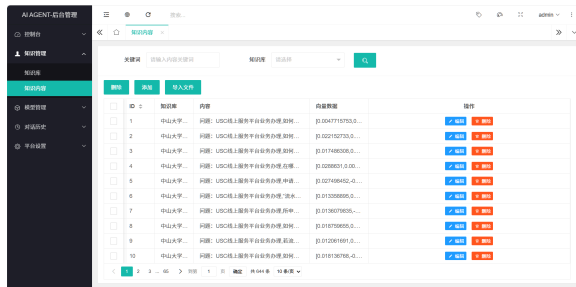 AI AGENT-后台管理
搜索...
admin
控制台
知识内容
知识管理
知识库
知识内容
模型管理
对话历史
平台设置
关键词 请输入内容关键词 知识库 请选择
删除 添加 导入文件
ID 知识库 内容 向量数据 操作
1 中山大学... 问题：USC线上服务平台业务办理,如何... [0.0047715753,0... 编辑 删除
2 中山大学... 问题：USC线上服务平台业务办理,如何... [0.022152733,0.... 编辑 删除
3 中山大学... 问题：USC线上服务平台业务办理,如何... [0.017486308,0.... 编辑 删除
4 中山大学... 问题：USC线上服务平台业务办理,在哪... [0.0288631,0.00... 编辑 删除
5 中山大学... 问题：USC线上服务平台业务办理,申请... [0.027498452,-0.... 编辑 删除
6 中山大学... 问题：USC线上服务平台业务办理,"流水... [0.013358895,0.... 编辑 删除
7 中山大学... 问题：USC线上服务平台业务办理,所申... [0.0136079835,-... 编辑 删除
8 中山大学... 问题：USC线上服务平台业务办理,如何... [0.018759655,0.... 编辑 删除
9 中山大学... 问题：USC线上服务平台业务办理,若流... [0.012061691,0.... 编辑 删除
10 中山大学... 问题：USC线上服务平台业务办理,如何... [0.018136768,-0.... 编辑 删除
1 2 3 ... 65 到第 1 页 确定 共 644 条 10 条/页